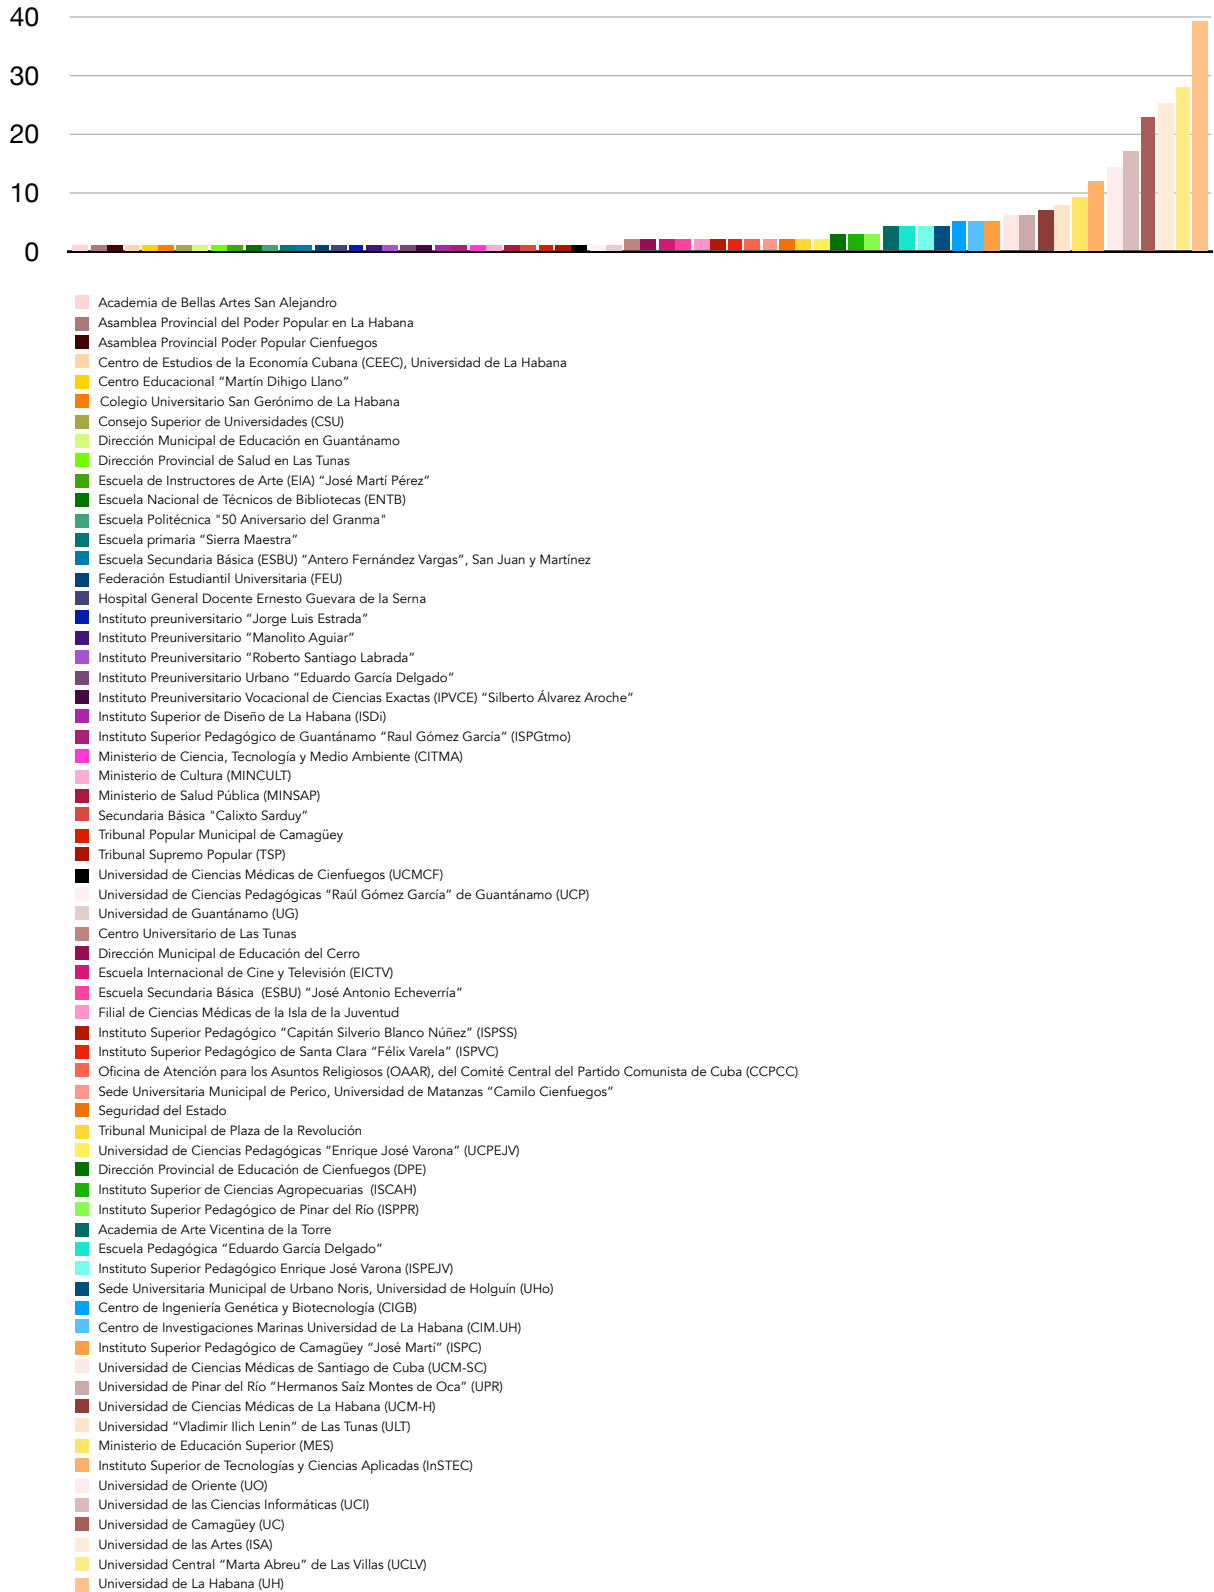 40
30
20
10
0
Academia de Bellas Artes San Alejandro
Asamblea Provincial del Poder Popular en La Habana
Asamblea Provincial Poder Popular Cienfuegos
Centro de Estudios de la Economía Cubana (CEEC), Universidad de La Habana
Centro Educacional “Martín Dihigo Llano”
Colegio Universitario San Gerónimo de La Habana
Consejo Superior de Universidades (CSU)
Dirección Municipal de Educación en Guantánamo
Dirección Provincial de Salud en Las Tunas
Escuela de Instructores de Arte (EIA) “José Martí Pérez”
Escuela Nacional de Técnicos de Bibliotecas (ENTB)
Escuela Politécnica "50 Aniversario del Granma"
Escuela primaria “Sierra Maestra”
Escuela Secundaria Básica (ESBU) “Antero Fernández Vargas”, San Juan y Martínez
Federación Estudiantil Universitaria (FEU)
Hospital General Docente Ernesto Guevara de la Serna
Instituto preuniversitario “Jorge Luis Estrada”
Instituto Preuniversitario “Manolito Aguiar”
Instituto Preuniversitario “Roberto Santiago Labrada”
Instituto Preuniversitario Urbano “Eduardo García Delgado”
Instituto Preuniversitario Vocacional de Ciencias Exactas (IPVCE) “Silberto Álvarez Aroche”
Instituto Superior de Diseño de La Habana (ISDi)
Instituto Superior Pedagógico de Guantánamo “Raul Gómez García” (ISPGtmo)
Ministerio de Ciencia, Tecnología y Medio Ambiente (CITMA)
Ministerio de Cultura (MINCULT)
Ministerio de Salud Pública (MINSAP)
Secundaria Básica "Calixto Sarduy”
Tribunal Popular Municipal de Camagüey
Tribunal Supremo Popular (TSP)
Universidad de Ciencias Médicas de Cienfuegos (UCMCF)
Universidad de Ciencias Pedagógicas “Raúl Gómez García” de Guantánamo (UCP)
Universidad de Guantánamo (UG)
Centro Universitario de Las Tunas
Dirección Municipal de Educación del Cerro
Escuela Internacional de Cine y Televisión (EICTV)
Escuela Secundaria Básica (ESBU) “José Antonio Echeverría”
Filial de Ciencias Médicas de la Isla de la Juventud
Instituto Superior Pedagógico “Capitán Silverio Blanco Núñez” (ISPSS)
Instituto Superior Pedagógico de Santa Clara “Félix Varela” (ISPVC)
Oficina de Atención para los Asuntos Religiosos (OAAR), del Comité Central del Partido Comunista de Cuba (CCPCC)
Sede Universitaria Municipal de Perico, Universidad de Matanzas “Camilo Cienfuegos”
Seguridad del Estado
Tribunal Municipal de Plaza de la Revolución
Universidad de Ciencias Pedagógicas “Enrique José Varona” (UCPEJV)
Dirección Provincial de Educación de Cienfuegos (DPE)
Instituto Superior de Ciencias Agropecuarias (ISCAH)
Instituto Superior Pedagógico de Pinar del Río (ISPPR)
Academia de Arte Vicentina de la Torre
Escuela Pedagógica “Eduardo García Delgado”
Instituto Superior Pedagógico Enrique José Varona (ISPEJV)
Sede Universitaria Municipal de Urbano Noris, Universidad de Holguín (UHo)
Centro de Ingeniería Genética y Biotecnología (CIGB)
Centro de Investigaciones Marinas Universidad de La Habana (CIM.UH)
Instituto Superior Pedagógico de Camagüey “José Martí” (ISPC)
Universidad de Ciencias Médicas de Santiago de Cuba (UCM-SC)
Universidad de Pinar del Río “Hermanos Saíz Montes de Oca” (UPR)
Universidad de Ciencias Médicas de La Habana (UCM-H)
Universidad “Vladimir Ilich Lenin” de Las Tunas (ULT)
Ministerio de Educación Superior (MES)
Instituto Superior de Tecnologías y Ciencias Aplicadas (InSTEC)
Universidad de Oriente (UO)
Universidad de las Ciencias Informáticas (UCI)
Universidad de Camagüey (UC)
Universidad de las Artes (ISA)
Universidad Central “Marta Abreu” de Las Villas (UCLV)
Universidad de La Habana (UH)